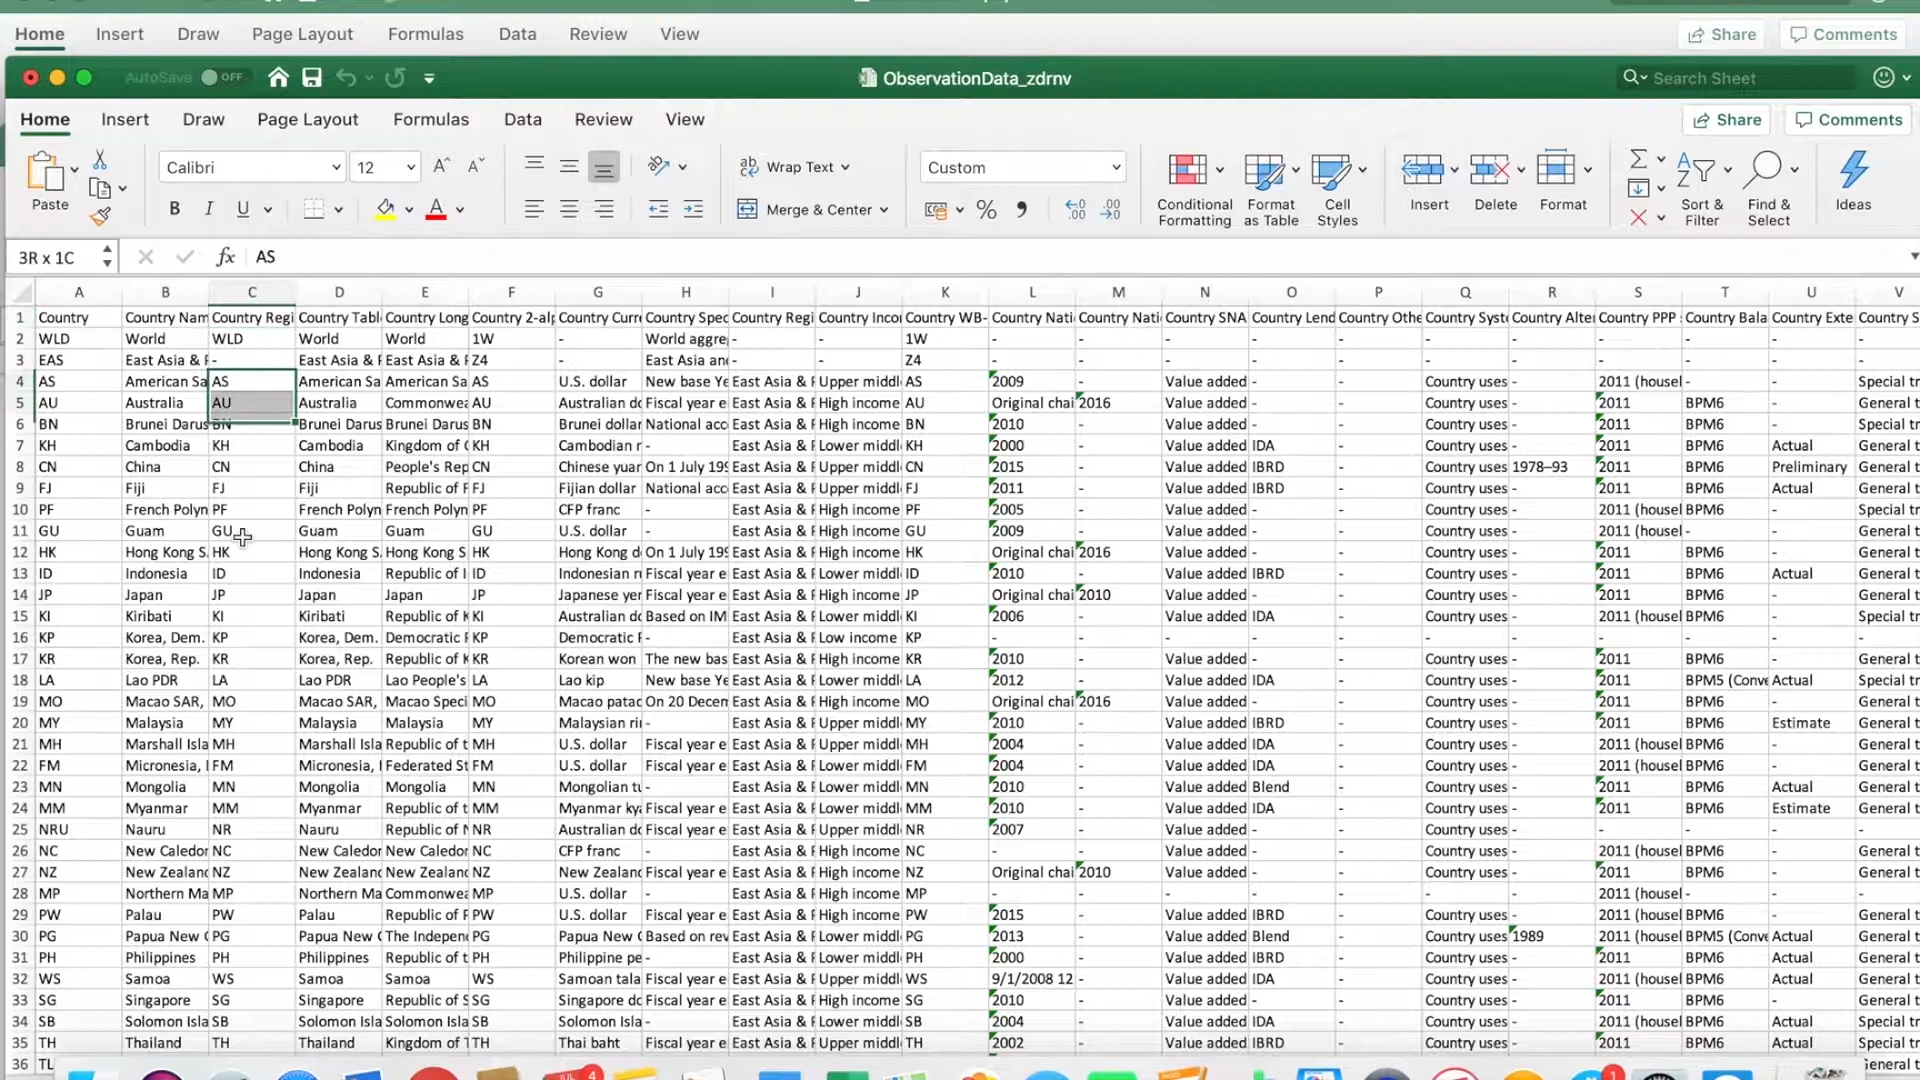 Home Insert Draw Page Layout Formulas Data Review View Share Comments
AutoSave OFF ObservationData_zdrnv Search Sheet
Home Insert Draw Page Layout Formulas Data Review View Share Comments
Paste Calibri 12 Wrap Text Custom
B I U A Merge & Center % Conditional Formatting Format as Table Cell Styles Insert Delete Format Sort & Filter Find & Select Ideas
3R x 1C fx AS
A B C D E F G H I J K L M N O P Q R S T U V
1 Country Country Nam Country Regi Country Tabl Country Long Country 2-alp Country Curre Country Spec Country Regi Country Incor Country WB- Country Nati Country Nati Country SNA Country Lend Country Othe Country Syst Country Alter Country PPP Country Bala Country Exte Country S
2 WLD World WLD World World 1W - World aggre - - 1W - - - - - - - - - - -
3 EAS East Asia & - East Asia & F East Asia & F Z4 - East Asia and - - Z4 - - - - - - - - - - -
4 AS American Sa AS American Sa American Sa AS U.S. dollar New base Ye East Asia & F Upper middl AS 2009 - Value added - - Country uses - 2011 (housel - - Special tr
5 AU Australia AU Australia Commonwea AU Australian do Fiscal year e East Asia & F High income AU Original chai 2016 Value added - - Country uses - 2011 BPM6 - General t
6 BN Brunei Darus BN Brunei Darus Brunei Darus BN Brunei dollar National acc East Asia & F High income BN 2010 - Value added - - Country uses - 2011 BPM6 - Special tr
7 KH Cambodia KH Cambodia Kingdom of C KH Cambodian r - East Asia & F Lower middl KH 2000 - Value added IDA - Country uses - 2011 BPM6 Actual General t
8 CN China CN China People's Rep CN Chinese yuan On 1 July 199 East Asia & F Upper middl CN 2015 - Value added IBRD - Country uses 1978–93 2011 BPM6 Preliminary General t
9 FJ Fiji FJ Fiji Republic of F FJ Fijian dollar National acc East Asia & F Upper middl FJ 2011 - Value added IBRD - Country uses - 2011 BPM6 Actual General t
10 PF French Polyn PF French Polyn French Polyn PF CFP franc - East Asia & F High income PF 2005 - Value added - - Country uses - 2011 (housel BPM6 - Special tr
11 GU Guam GU Guam Guam GU U.S. dollar - East Asia & F High income GU 2009 - Value added - - Country uses - 2011 (housel - - General t
12 HK Hong Kong S. HK Hong Kong S. Hong Kong S HK Hong Kong d On 1 July 199 East Asia & F High income HK Original chai 2016 Value added - - Country uses - 2011 BPM6 - General t
13 ID Indonesia ID Indonesia Republic of I ID Indonesian r Fiscal year e East Asia & F Lower middl ID 2010 - Value added IBRD - Country uses - 2011 BPM6 Actual General t
14 JP Japan JP Japan Japan JP Japanese yen Fiscal year e East Asia & F High income JP Original chai 2010 Value added - - Country uses - 2011 BPM6 - General t
15 KI Kiribati KI Kiribati Republic of K KI Australian do Based on IM East Asia & F Lower middl KI 2006 - Value added IDA - Country uses - 2011 (housel BPM6 - Special tr
16 KP Korea, Dem. KP Korea, Dem. Democratic F KP Democratic F - East Asia & F Low income KP - - - - - - - - - - -
17 KR Korea, Rep. KR Korea, Rep. Republic of K KR Korean won The new bas East Asia & F High income KR 2010 - Value added - - Country uses - 2011 BPM6 - General t
18 LA Lao PDR LA Lao PDR Lao People's LA Lao kip New base Ye East Asia & F Lower middl LA 2012 - Value added IDA - Country uses - 2011 BPM5 (Conve Actual Special tr
19 MO Macao SAR, MO Macao SAR, Macao Speci MO Macao patac On 20 Decem East Asia & F High income MO Original chai 2016 Value added - - Country uses - 2011 BPM6 - General t
20 MY Malaysia MY Malaysia Malaysia MY Malaysian rin - East Asia & F Upper middl MY 2010 - Value added IBRD - Country uses - 2011 BPM6 Estimate General t
21 MH Marshall Isla MH Marshall Isla Republic of t MH U.S. dollar Fiscal year e East Asia & F Upper middl MH 2004 - Value added IDA - Country uses - 2011 (housel BPM6 - General t
22 FM Micronesia, FM Micronesia, Federated St FM U.S. dollar Fiscal year e East Asia & F Lower middl FM 2004 - Value added IDA - Country uses - 2011 (housel BPM6 - General t
23 MN Mongolia MN Mongolia Mongolia MN Mongolian tu - East Asia & F Lower middl MN 2010 - Value added Blend - Country uses - 2011 BPM6 Actual General t
24 MM Myanmar MM Myanmar Republic of t MM Myanmar kya Fiscal year e East Asia & F Lower middl MM 2010 - Value added IDA - Country uses - 2011 BPM6 Estimate General t
25 NRU Nauru NR Nauru Republic of N NR Australian do Fiscal year e East Asia & F Upper middl NR 2007 - Value added - - Country uses - - - - -
26 NC New Caledor NC New Caledor New Caledor NC CFP franc - East Asia & F High income NC - - Value added - - Country uses - 2011 (housel BPM6 - General t
27 NZ New Zealand NZ New Zealand New Zealand NZ New Zealand Fiscal year e East Asia & F High income NZ Original chai 2010 Value added - - Country uses - 2011 BPM6 - General t
28 MP Northern Ma MP Northern Ma Commonwea MP U.S. dollar - East Asia & F High income MP - - - - - - - 2011 (housel - - General t
29 PW Palau PW Palau Republic of F PW U.S. dollar Fiscal year e East Asia & F High income PW 2015 - Value added IBRD - Country uses - 2011 (housel BPM6 - General t
30 PG Papua New G PG Papua New G The Indepen PG Papua New G Based on rev East Asia & F Lower middl PG 2013 - Value added Blend - Country uses 1989 2011 (housel BPM5 (Conve Actual General t
31 PH Philippines PH Philippines Republic of t PH Philippine pe - East Asia & F Lower middl PH 2000 - Value added IBRD - Country uses - 2011 BPM6 Actual General t
32 WS Samoa WS Samoa Samoa WS Samoan tala Fiscal year e East Asia & F Upper middl WS 9/1/2008 12 - Value added IDA - Country uses - 2011 (housel BPM6 Actual General t
33 SG Singapore SG Singapore Republic of S SG Singapore do Fiscal year e East Asia & F High income SG 2010 - Value added - - Country uses - 2011 BPM6 - General t
34 SB Solomon Isla SB Solomon Isla Solomon Isla SB Solomon Isla - East Asia & F Lower middl SB 2004 - Value added IDA - Country uses - 2011 (housel BPM6 Actual General t
35 TH Thailand TH Thailand Kingdom of T TH Thai baht Fiscal year e East Asia & F Upper middl TH 2002 - Value added IBRD - Country uses - 2011 BPM6 Actual Special tr
36 TL General t
4 1